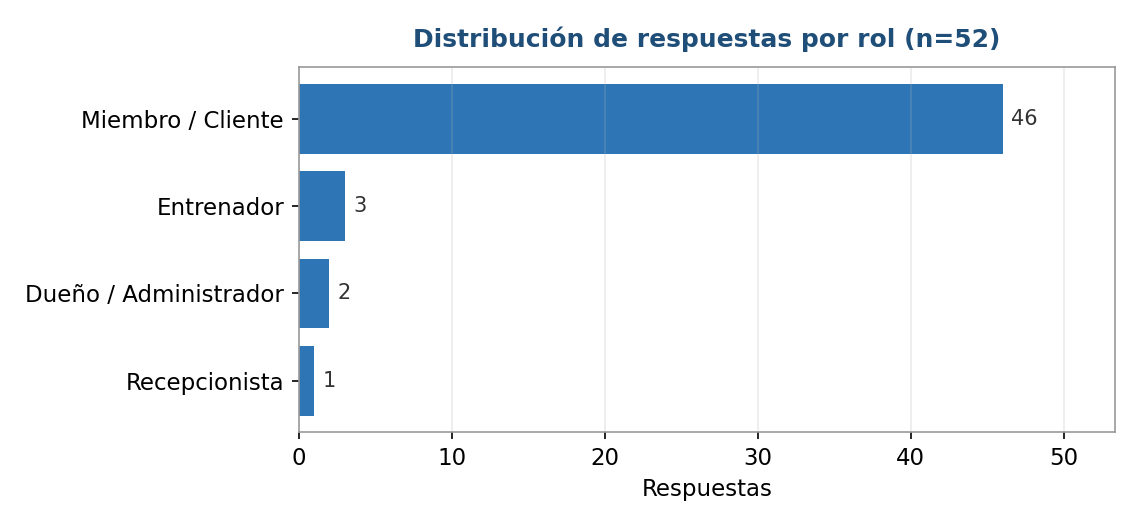 Distribución de respuestas por rol (n=52)
Miembro / Cliente 46
Entrenador 3
Dueño / Administrador 2
Recepcionista 1
0 10 20 30 40 50
Respuestas